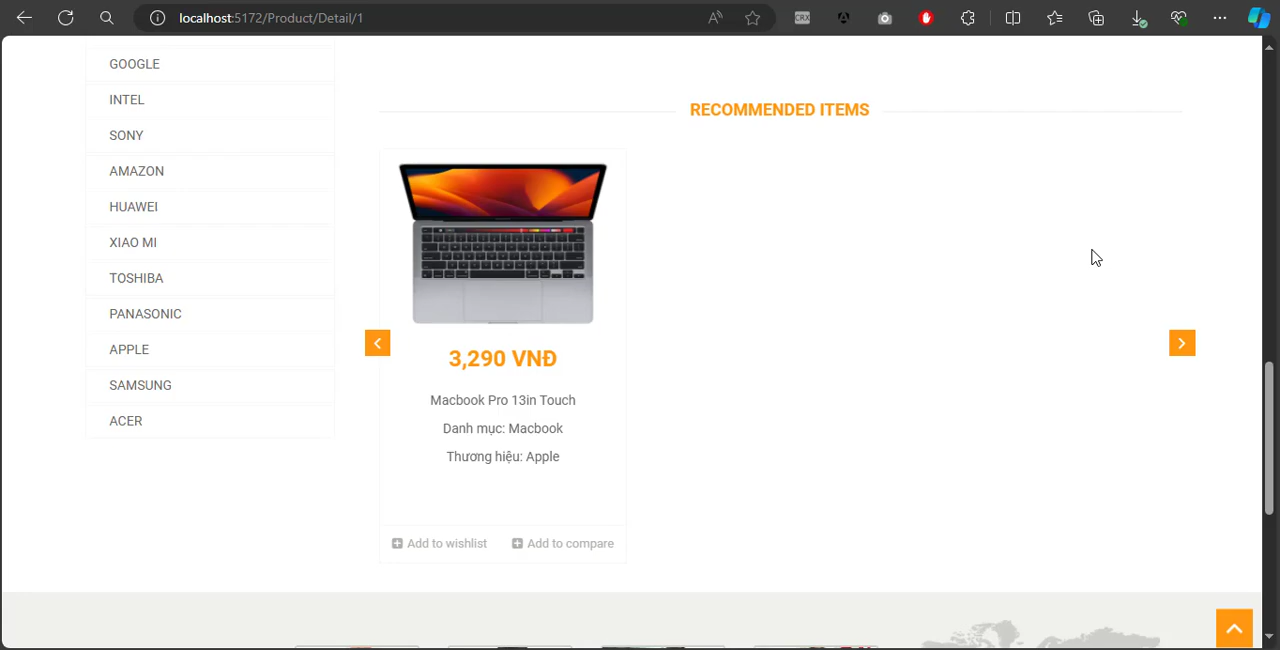 localhost:5172/Product/Detail/1
CRX
GOOGLE
INTEL
SONY
AMAZON
HUAWEI
XIAO MI
TOSHIBA
PANASONIC
APPLE
SAMSUNG
ACER
RECOMMENDED ITEMS
3,290 VNĐ
Macbook Pro 13in Touch
Danh mục: Macbook
Thương hiệu: Apple
Add to wishlist
Add to compare